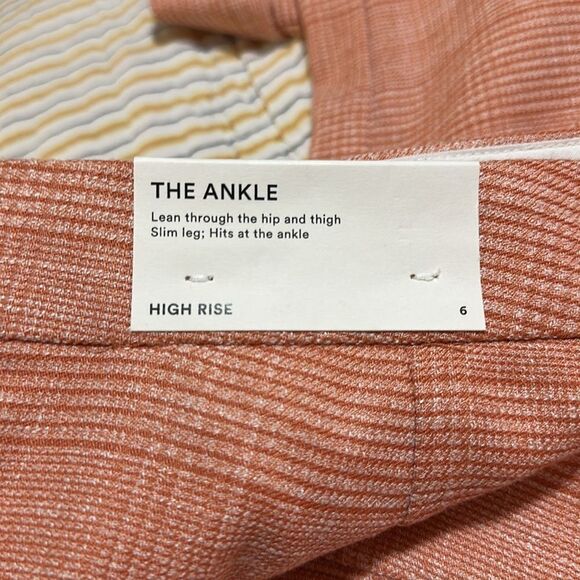 THE ANKLE
Lean through the hip and thigh
Slim leg; Hits at the ankle
HIGH RISE 6